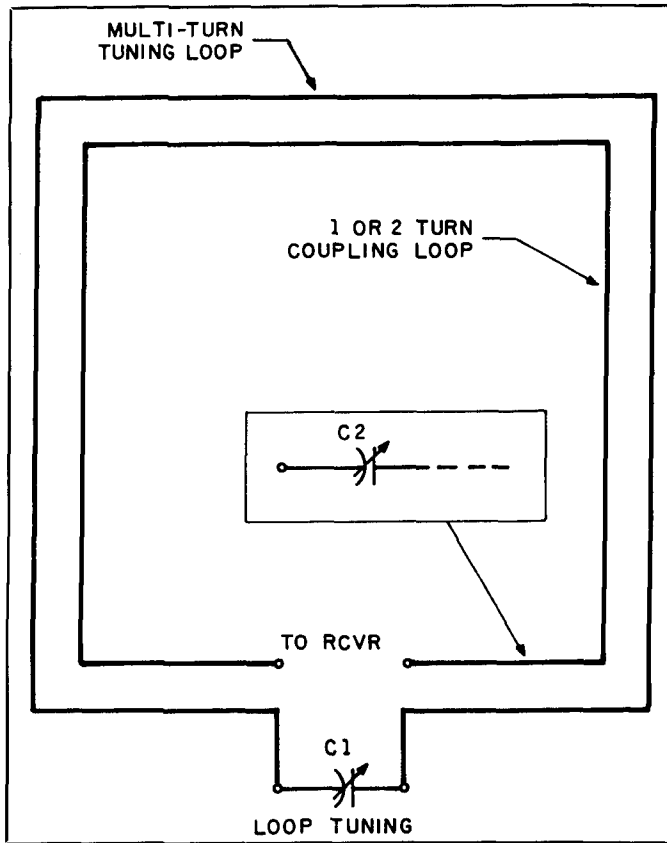 MULTI-TURN
TUNING LOOP
1 OR 2 TURN
COUPLING LOOP
C2
TO RCVR
C1
LOOP TUNING